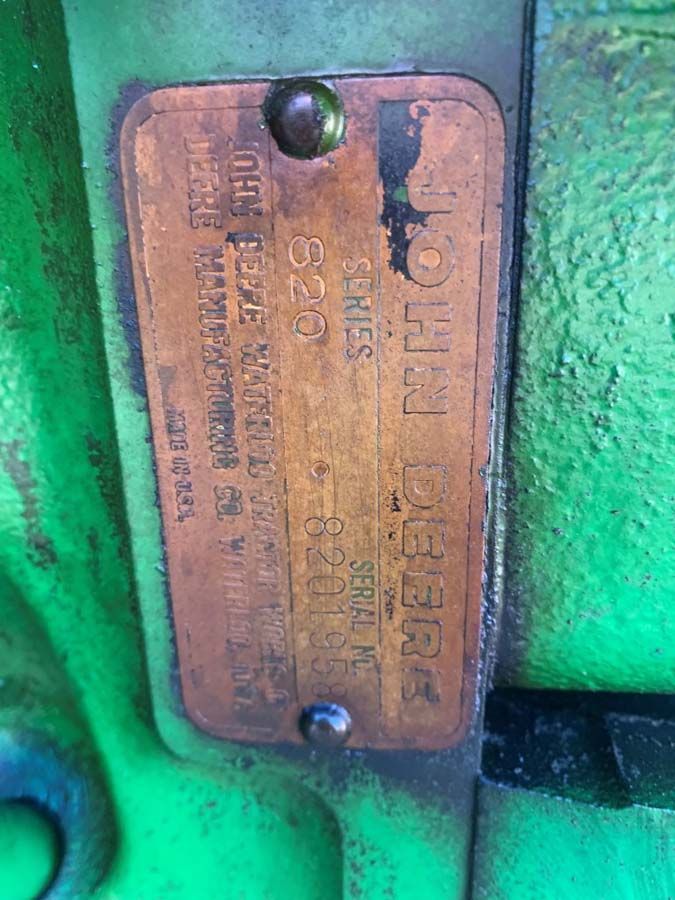 JOHN DEERE
SERIES SERIAL NO.
820 8201958
JOHN DEERE WATERLOO TRACTOR WORKS
DEERE MANUFACTURING CO. WATERLOO, IOWA
MADE IN U.S.A.